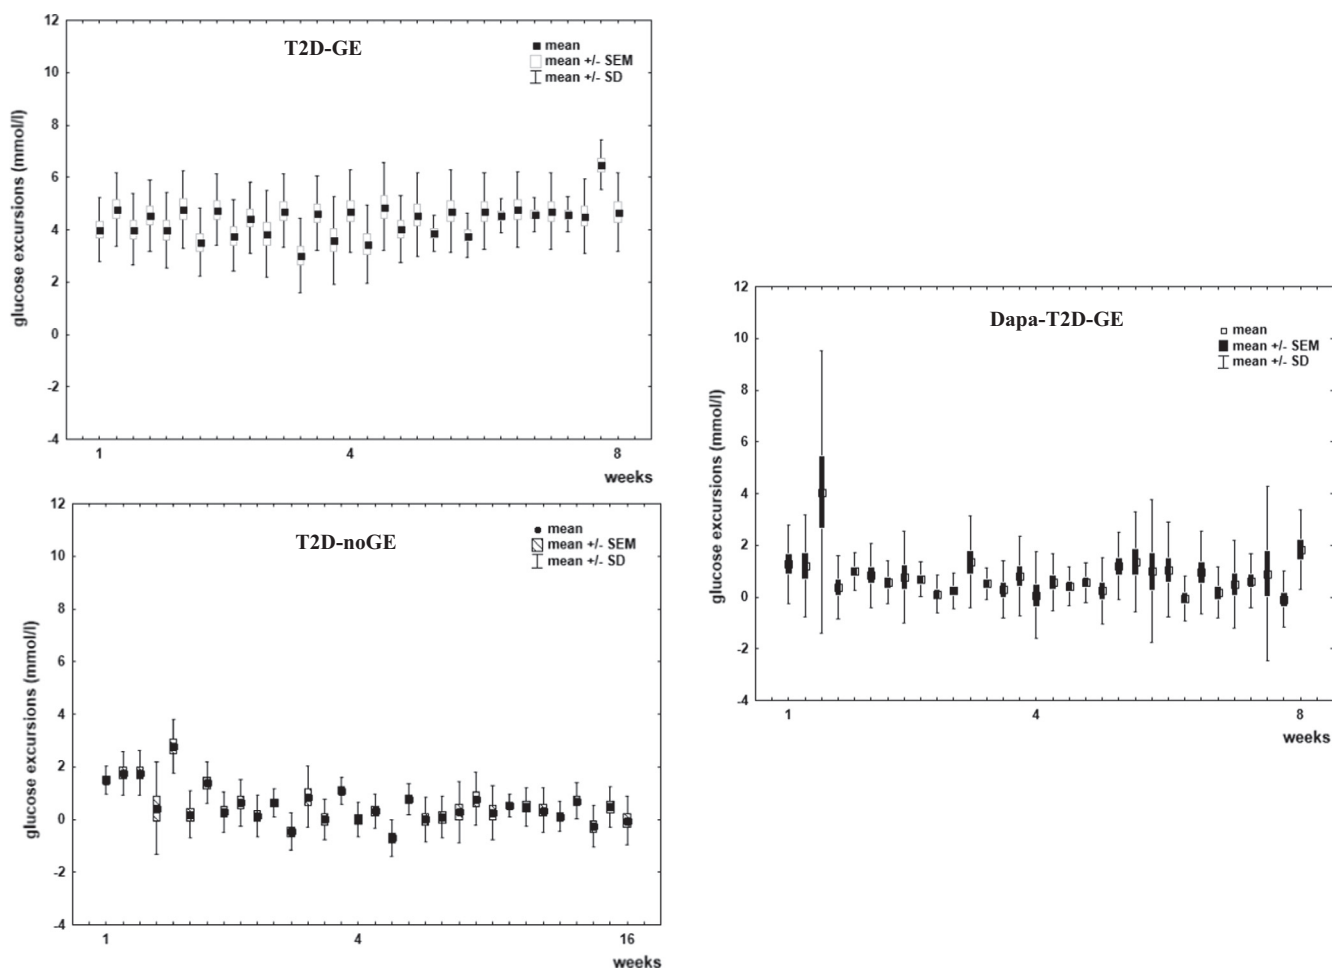 T2D-GE
mean
mean +/- SEM
mean +/- SD
glucose excursions (mmol/l)
12
10
8
6
4
2
0
-2
-4
1
4
8
weeks
T2D-noGE
mean
mean +/- SEM
mean +/- SD
glucose excursions (mmol/l)
12
10
8
6
4
2
0
-2
-4
1
4
16
weeks
Dapa-T2D-GE
mean
mean +/- SEM
mean +/- SD
glucose excursions (mmol/l)
12
10
8
6
4
2
0
-2
-4
1
4
8
weeks